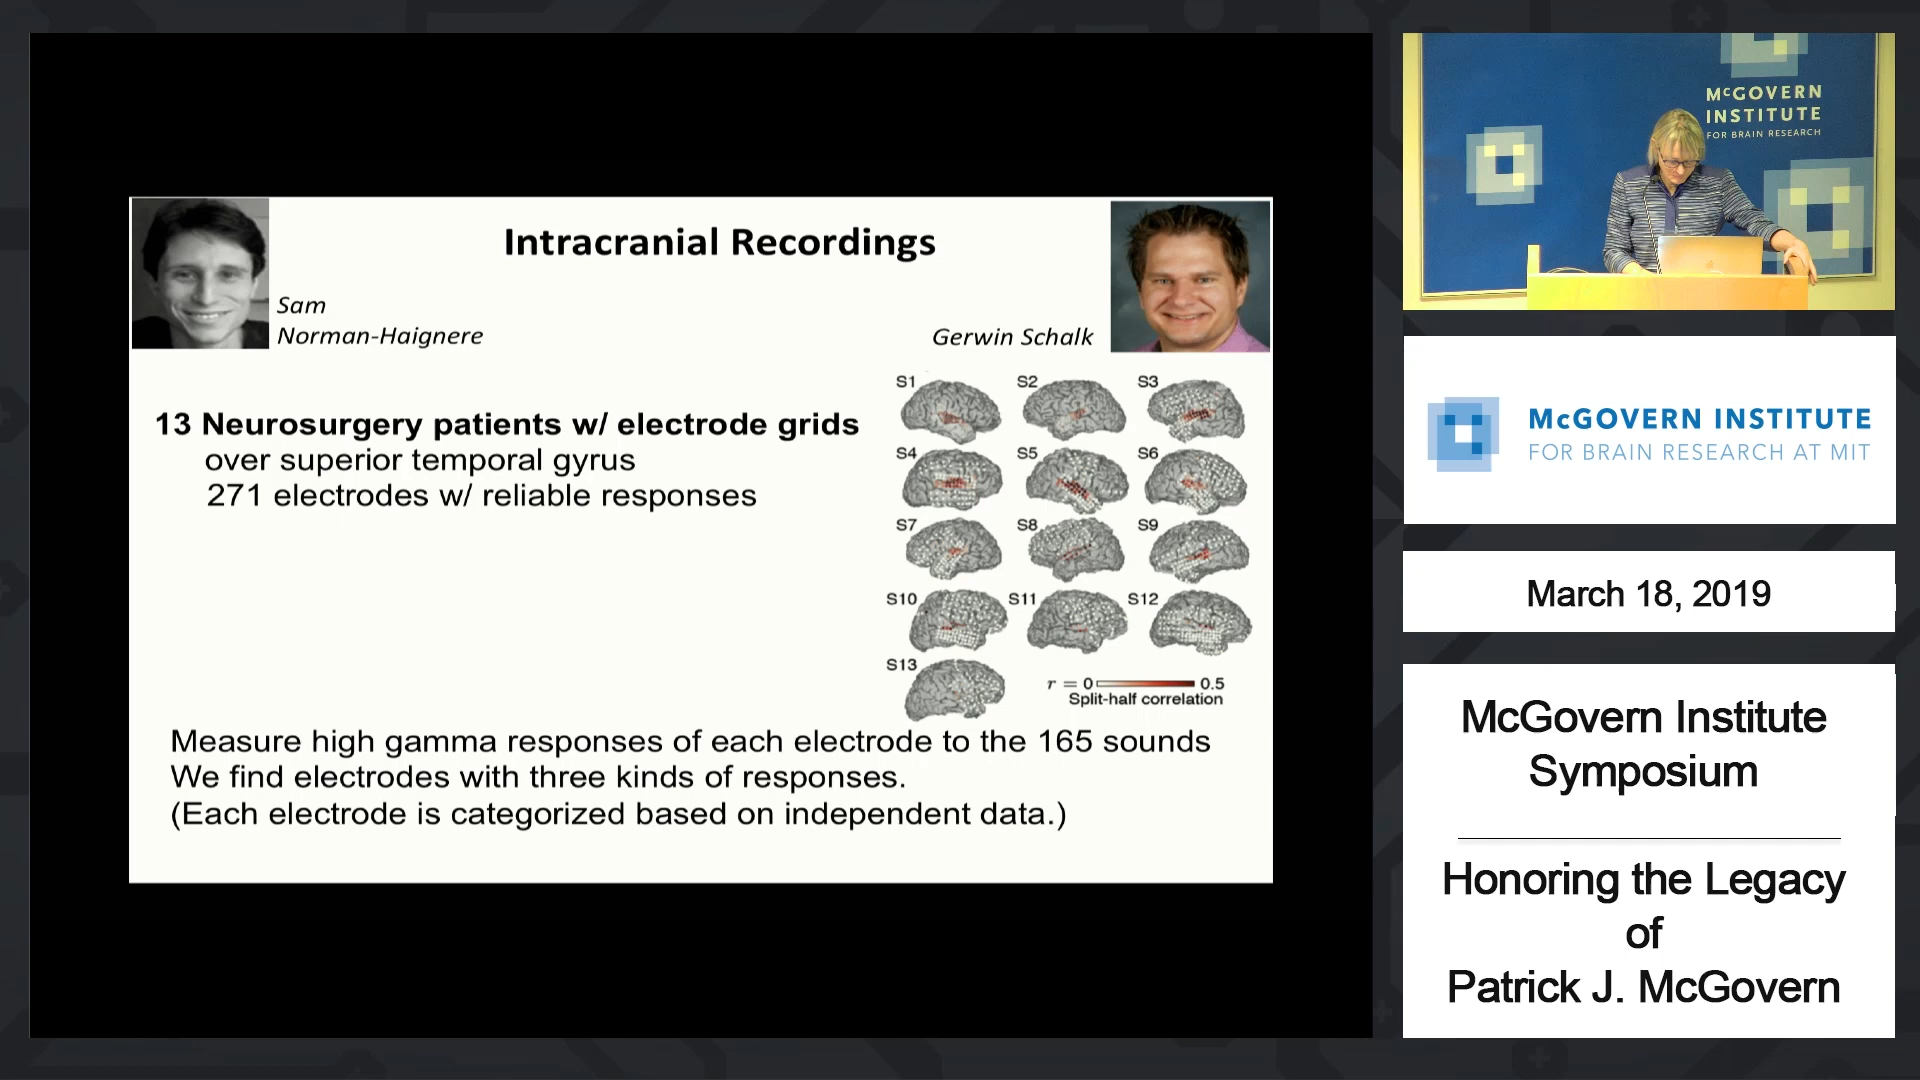 Intracranial Recordings
Sam
Norman-Haignere
Gerwin Schalk
13 Neurosurgery patients w/ electrode grids
over superior temporal gyrus
271 electrodes w/ reliable responses
S1 S2 S3
S4 S5 S6
S7 S8 S9
S10 S11 S12
S13
r = 0 0.5
Split-half correlation
Measure high gamma responses of each electrode to the 165 sounds
We find electrodes with three kinds of responses.
(Each electrode is categorized based on independent data.)
McGOVERN
INSTITUTE
FOR BRAIN RESEARCH
McGOVERN INSTITUTE
FOR BRAIN RESEARCH AT MIT
March 18, 2019
McGovern Institute
Symposium
Honoring the Legacy
of
Patrick J. McGovern